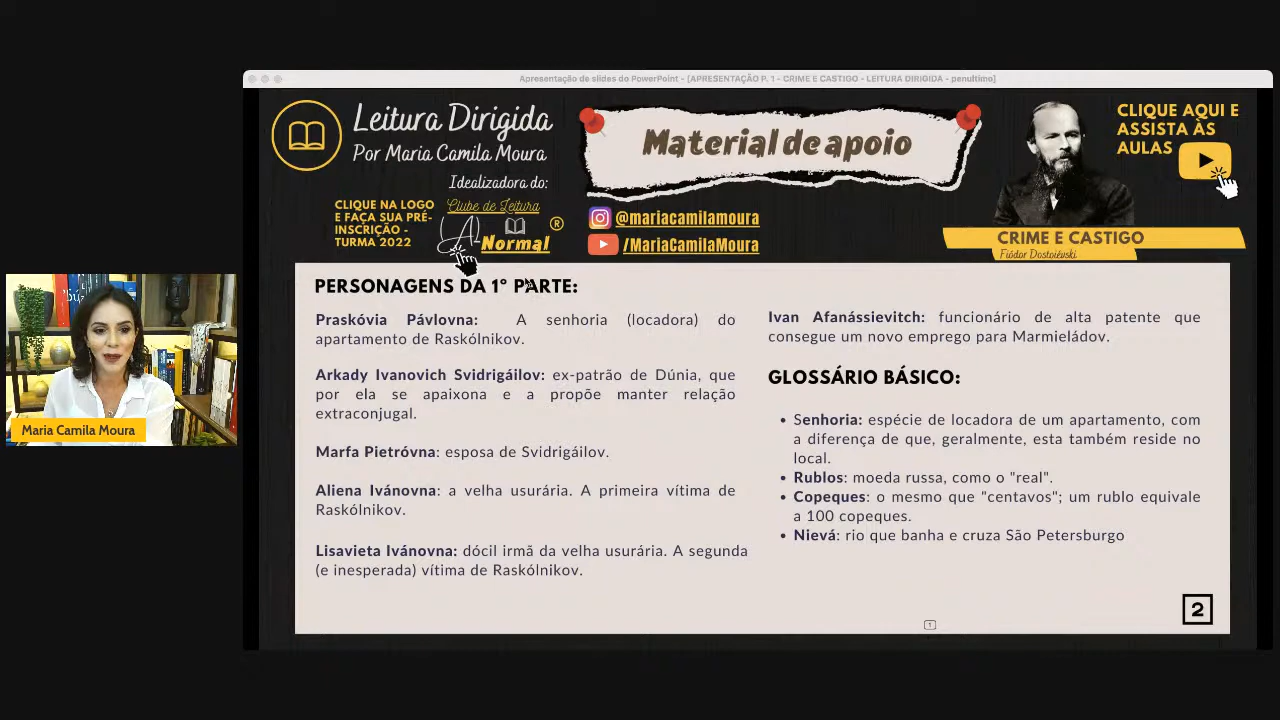 Apresentação de slides do PowerPoint - [APRESENTAÇÃO P. 1 - CRIME E CASTIGO - LEITURA DIRIGIDA - penultimo]
Leitura Dirigida
Por Maria Camila Moura
Idealizadora do:
CLIQUE NA LOGO
E FAÇA SUA PRÉ-
INSCRIÇÃO -
TURMA 2022
Clube de Leitura
A Normal ®
Material de apoio
@mariacamilamoura
/MariaCamilaMoura
CLIQUE AQUI E
ASSISTA ÀS
AULAS
CRIME E CASTIGO
Fiódor Dostoiévski
PERSONAGENS DA 1º PARTE:
Praskóvia Pávlovna: A senhoria (locadora) do
apartamento de Raskólnikov.
Arkady Ivanovich Svidrigáilov: ex-patrão de Dúnia, que
por ela se apaixona e a propõe manter relação
extraconjugal.
Marfa Pietróvna: esposa de Svidrigáilov.
Aliena Ivánovna: a velha usurária. A primeira vítima de
Raskólnikov.
Lisavieta Ivánovna: dócil irmã da velha usurária. A segunda
(e inesperada) vítima de Raskólnikov.
Ivan Afanássievitch: funcionário de alta patente que
consegue um novo emprego para Marmieládov.
GLOSSÁRIO BÁSICO:
• Senhoria: espécie de locadora de um apartamento, com
a diferença de que, geralmente, esta também reside no
local.
• Rublos: moeda russa, como o "real".
• Copeques: o mesmo que "centavos"; um rublo equivale
a 100 copeques.
• Nievá: rio que banha e cruza São Petersburgo
2
1
Maria Camila Moura